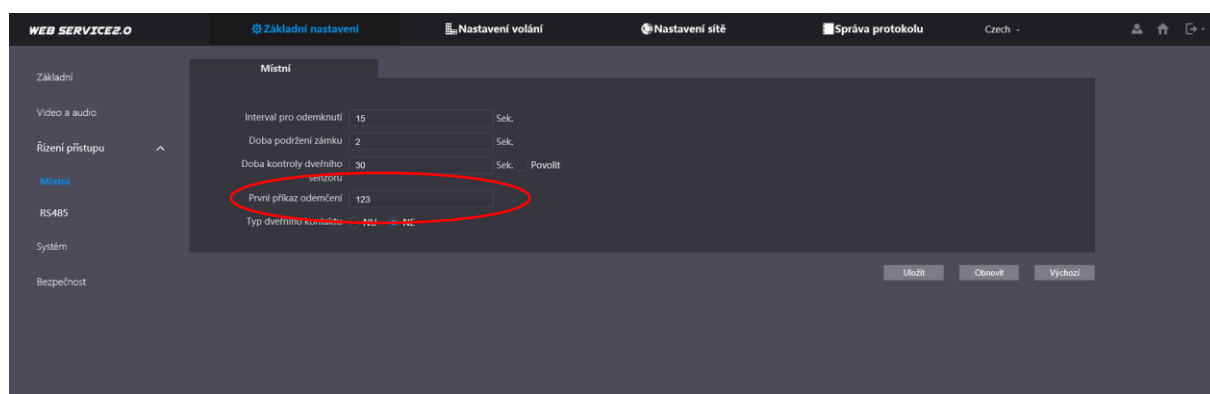 WEB SERVICE2.0 Základní nastavení Nastavení volání Nastavení sítě Správa protokolu Czech
Základní
Video a audio
Řízení přístupu
Místní
RS485
Systém
Bezpečnost
Místní
Interval pro odemknutí 15 Sek.
Doba podržení zámku 2 Sek.
Doba kontroly dveřního senzoru 30 Sek. Povolit
První příkaz odemčení 123
Typ dveřního kontaktu
Uložit Obnovit Výchozí